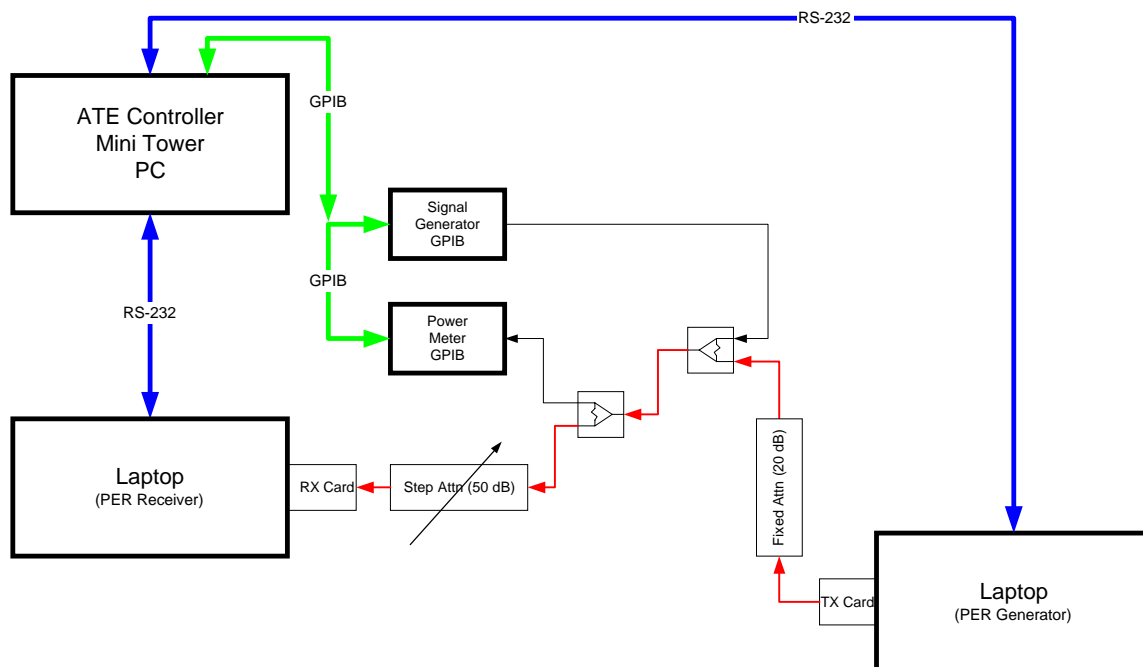 RS-232
ATE Controller
Mini Tower
PC
GPIB
Signal
Generator
GPIB
GPIB
RS-232
Power
Meter
GPIB
Laptop
(PER Receiver)
RX Card
Step Attn (50 dB)
Fixed Attn (20 dB)
TX Card
Laptop
(PER Generator)